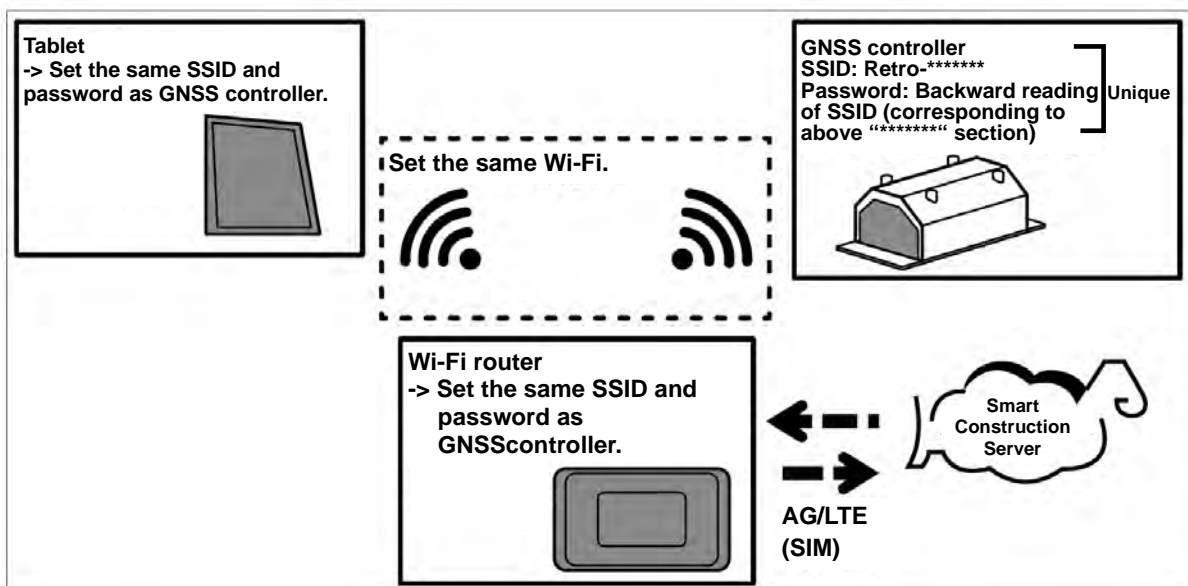 Tablet
-> Set the same SSID and
password as GNSS controller.
GNSS controller
SSID: Retro-*******
Password: Backward reading
of SSID (corresponding to
above “*******“ section)
Unique
Set the same Wi-Fi.
Wi-Fi router
-> Set the same SSID and
password as
GNSScontroller.
Smart
Construction
Server
AG/LTE
(SIM)